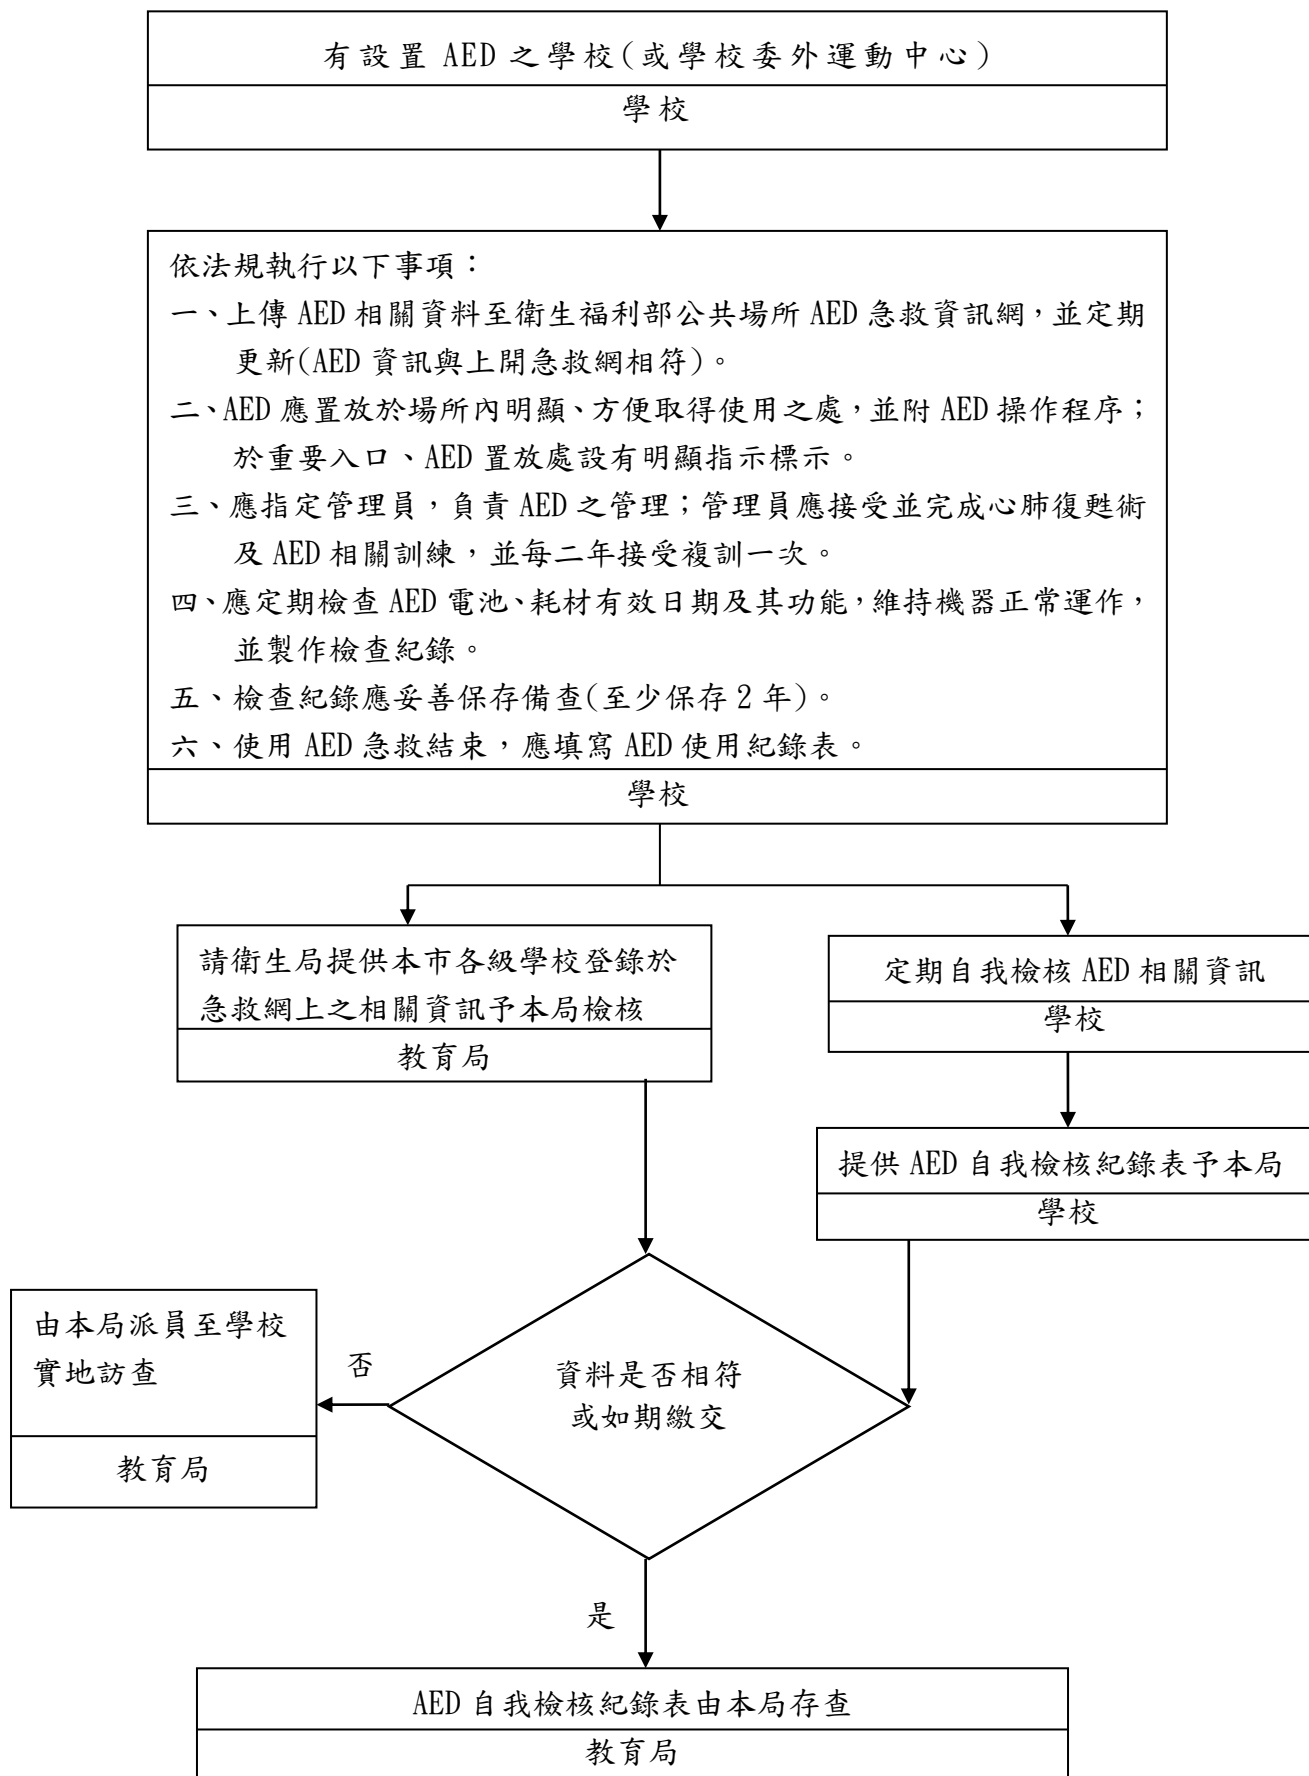 有設置 AED 之學校(或學校委外運動中心)
學校
依法規執行以下事項：
一、上傳 AED 相關資料至衛生福利部公共場所 AED 急救資訊網，並定期
更新(AED 資訊與上開急救網相符)。
二、AED 應置放於場所內明顯、方便取得使用之處，並附 AED 操作程序；
於重要入口、AED 置放處設有明顯指示標示。
三、應指定管理員，負責 AED 之管理；管理員應接受並完成心肺復甦術
及 AED 相關訓練，並每二年接受複訓一次。
四、應定期檢查 AED 電池、耗材有效日期及其功能，維持機器正常運作，
並製作檢查紀錄。
五、檢查紀錄應妥善保存備查(至少保存 2 年)。
六、使用 AED 急救結束，應填寫 AED 使用紀錄表。
學校
請衛生局提供本市各級學校登錄於
急救網上之相關資訊予本局檢核
教育局
定期自我檢核 AED 相關資訊
學校
提供 AED 自我檢核紀錄表予本局
學校
由本局派員至學校
實地訪查
教育局
否
資料是否相符
或如期繳交
是
AED 自我檢核紀錄表由本局存查
教育局